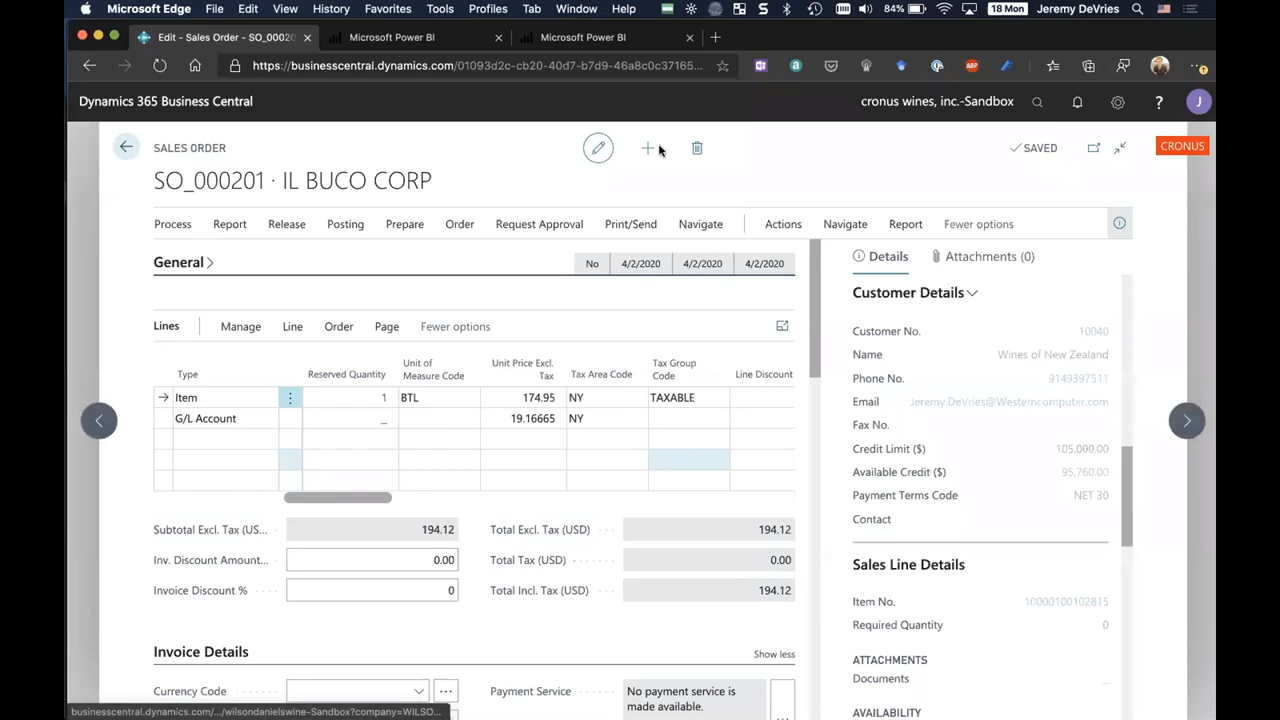 Microsoft Edge File Edit View History Favorites Tools Profiles Tab Window Help 84% 18 Mon Jeremy DeVries
Edit - Sales Order - SO_00020 Microsoft Power BI Microsoft Power BI
https://businesscentral.dynamics.com/01093d2c-cb20-40d7-b7d9-46a8c0c37165...
Dynamics 365 Business Central cronus wines, inc.-Sandbox ? J
SALES ORDER SAVED CRONUS
SO_000201 · IL BUCO CORP
Process Report Release Posting Prepare Order Request Approval Print/Send Navigate Actions Navigate Report Fewer options
General No 4/2/2020 4/2/2020 4/2/2020
Details Attachments (0)
Customer Details
Lines Manage Line Order Page Fewer options
Type Reserved Quantity Unit of Measure Code Unit Price Excl. Tax Tax Area Code Tax Group Code Line Discount
Item 1 BTL 174.95 NY TAXABLE
G/L Account _ 19.16665 NY
Customer No. 10040
Name Wines of New Zealand
Phone No. 9149397511
Email Jeremy.DeVries@Westerncomputer.com
Fax No.
Credit Limit ($) 105,000.00
Available Credit ($) 95,760.00
Payment Terms Code NET 30
Contact
Subtotal Excl. Tax (US... 194.12 Total Excl. Tax (USD) 194.12
Inv. Discount Amount... 0.00 Total Tax (USD) 0.00
Invoice Discount % 0 Total Incl. Tax (USD) 194.12
Sales Line Details
Item No. 10000100102815
Required Quantity 0
ATTACHMENTS
Documents _
AVAILABILITY
Invoice Details Show less
Currency Code Payment Service No payment service is
made available.
businesscentral.dynamics.com/.../wilsondanielswine-Sandbox?company=WILSO...